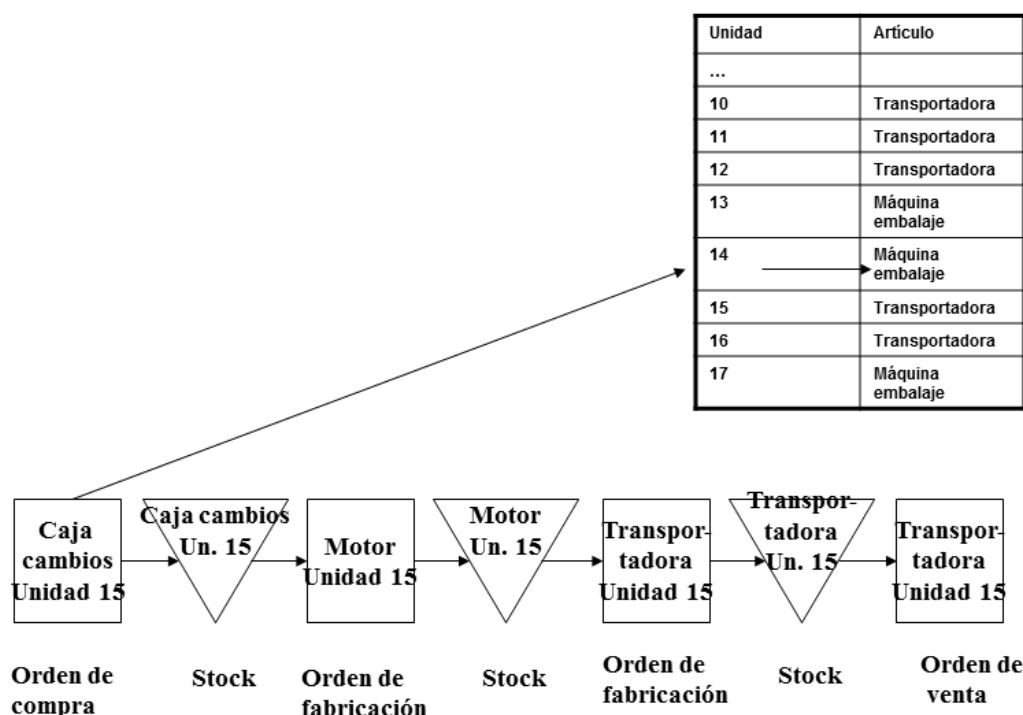 Unidad Artículo
...
10 Transportadora
11 Transportadora
12 Transportadora
13 Máquina
embalaje
14 Máquina
embalaje
15 Transportadora
16 Transportadora
17 Máquina
embalaje
Caja
cambios
Unidad 15
Caja cambios
Un. 15
Motor
Unidad 15
Motor
Un. 15
Transpor-
tadora
Unidad 15
Transpor-
tadora
Un. 15
Transpor-
tadora
Unidad 15
Orden de
compra
Stock
Orden de
fabricación
Stock
Orden de
fabricación
Stock
Orden de
venta